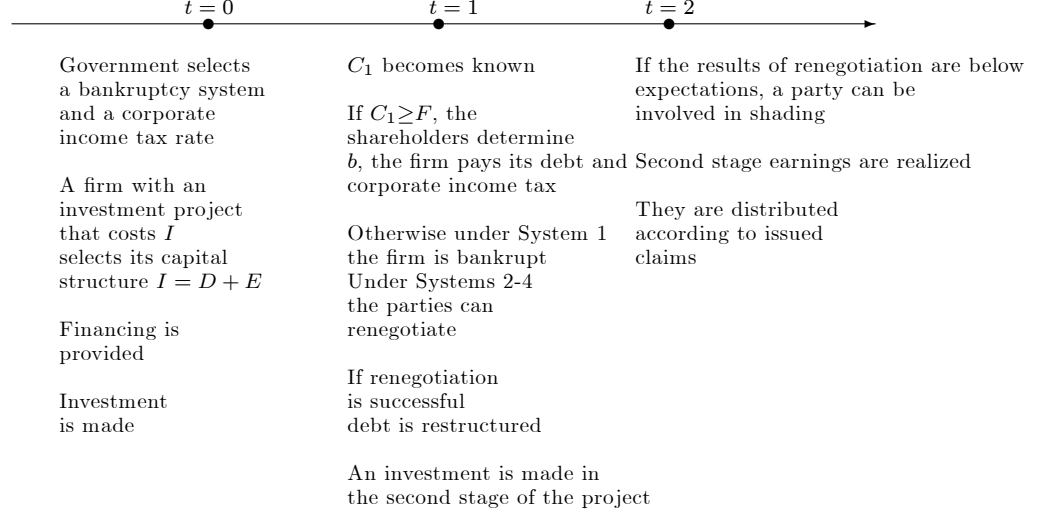 t = 0
t = 1
t = 2
Government selects
a bankruptcy system
and a corporate
income tax rate
A firm with an
investment project
that costs I
selects its capital
structure I = D + E
Financing is
provided
Investment
is made
C₁ becomes known
If C₁≥F, the
shareholders determine
b, the firm pays its debt and
corporate income tax
Otherwise under System 1
the firm is bankrupt
Under Systems 2-4
the parties can
renegotiate
If renegotiation
is successful
debt is restructured
An investment is made in
the second stage of the project
If the results of renegotiation are below
expectations, a party can be
involved in shading
Second stage earnings are realized
They are distributed
according to issued
claims